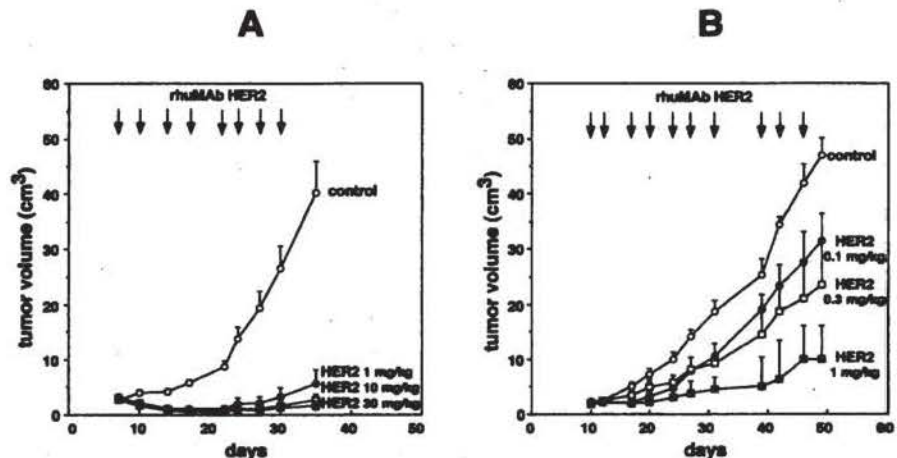 A
B
60
50
40
30
20
10
0
tumor volume (cm3)
rhuMAb HER2
control
HER2 1 mg/kg
HER2 10 mg/kg
HER2 30 mg/kg
0
10
20
30
40
50
days
60
50
40
30
20
10
0
tumor volume (cm3)
rhuMAb HER2
control
HER2
0.1 mg/kg
HER2
0.3 mg/kg
HER2
1 mg/kg
0
10
20
30
40
50
60
days